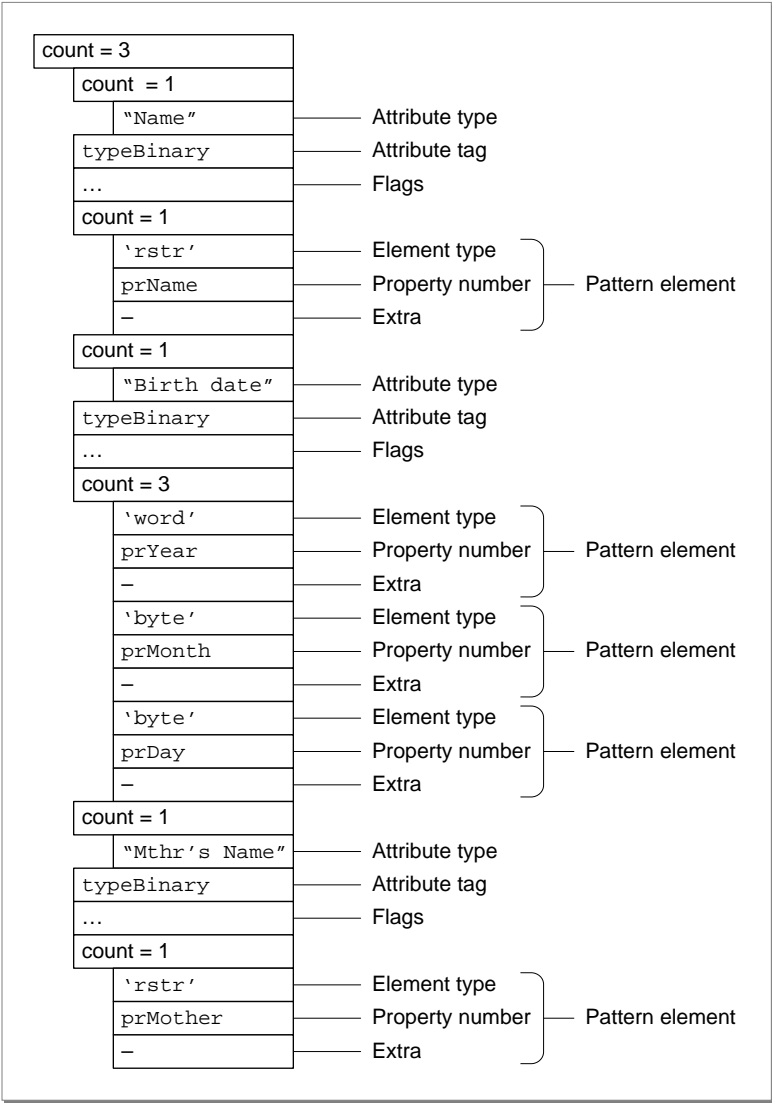 count = 3
count = 1
“Name” Attribute type
typeBinary Attribute tag
… Flags
count = 1
‘rstr’ Element type
prName Property number Pattern element
– Extra
count = 1
“Birth date” Attribute type
typeBinary Attribute tag
… Flags
count = 3
‘word’ Element type
prYear Property number Pattern element
– Extra
‘byte’ Element type
prMonth Property number Pattern element
– Extra
‘byte’ Element type
prDay Property number Pattern element
– Extra
count = 1
“Mthr’s Name” Attribute type
typeBinary Attribute tag
… Flags
count = 1
‘rstr’ Element type
prMother Property number Pattern element
– Extra